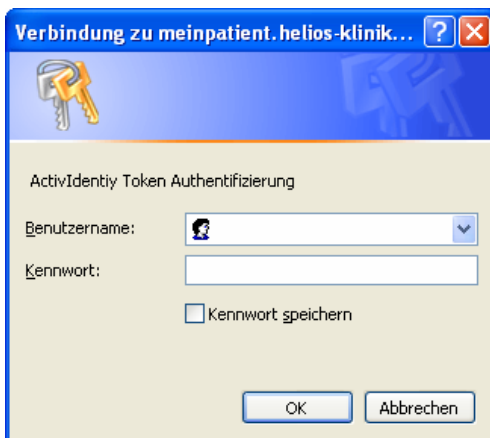 Verbindung zu meinpatient.helios-klinik...
ActivIdentiy Token Authentifizierung
Benutzername:
Kennwort:
Kennwort speichern
OK Abbrechen